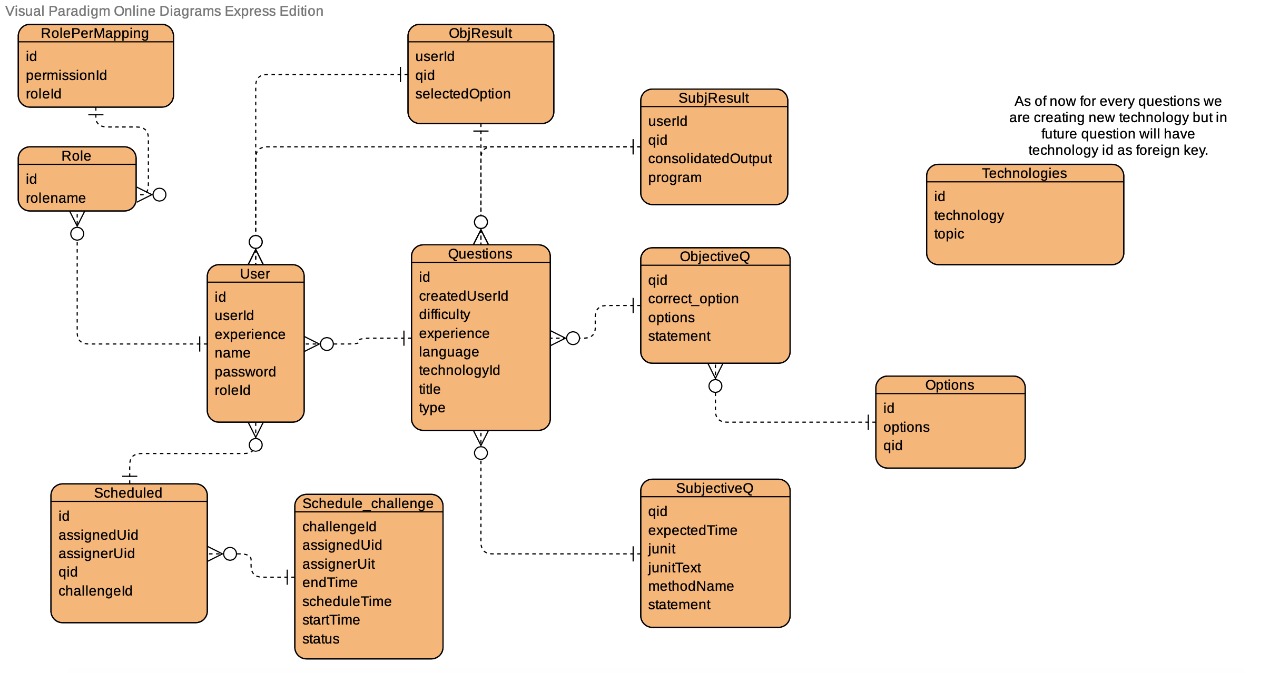 Visual Paradigm Online Diagrams Express Edition
RolePerMapping
id
permissionId
roleId
ObjResult
userId
qid
selectedOption
SubjResult
userId
qid
consolidatedOutput
program
As of now for every questions we
are creating new technology but in
future question will have
technology id as foreign key.
Technologies
id
technology
topic
Role
id
rolename
User
id
userId
experience
name
password
roleId
Questions
id
createdUserId
difficulty
experience
language
technologyId
title
type
ObjectiveQ
qid
correct_option
options
statement
Options
id
options
qid
Scheduled
id
assignedUid
assignerUid
qid
challengeId
Schedule_challenge
challengeId
assignedUid
assignerUit
endTime
scheduleTime
startTime
status
SubjectiveQ
qid
expectedTime
junit
junitText
methodName
statement